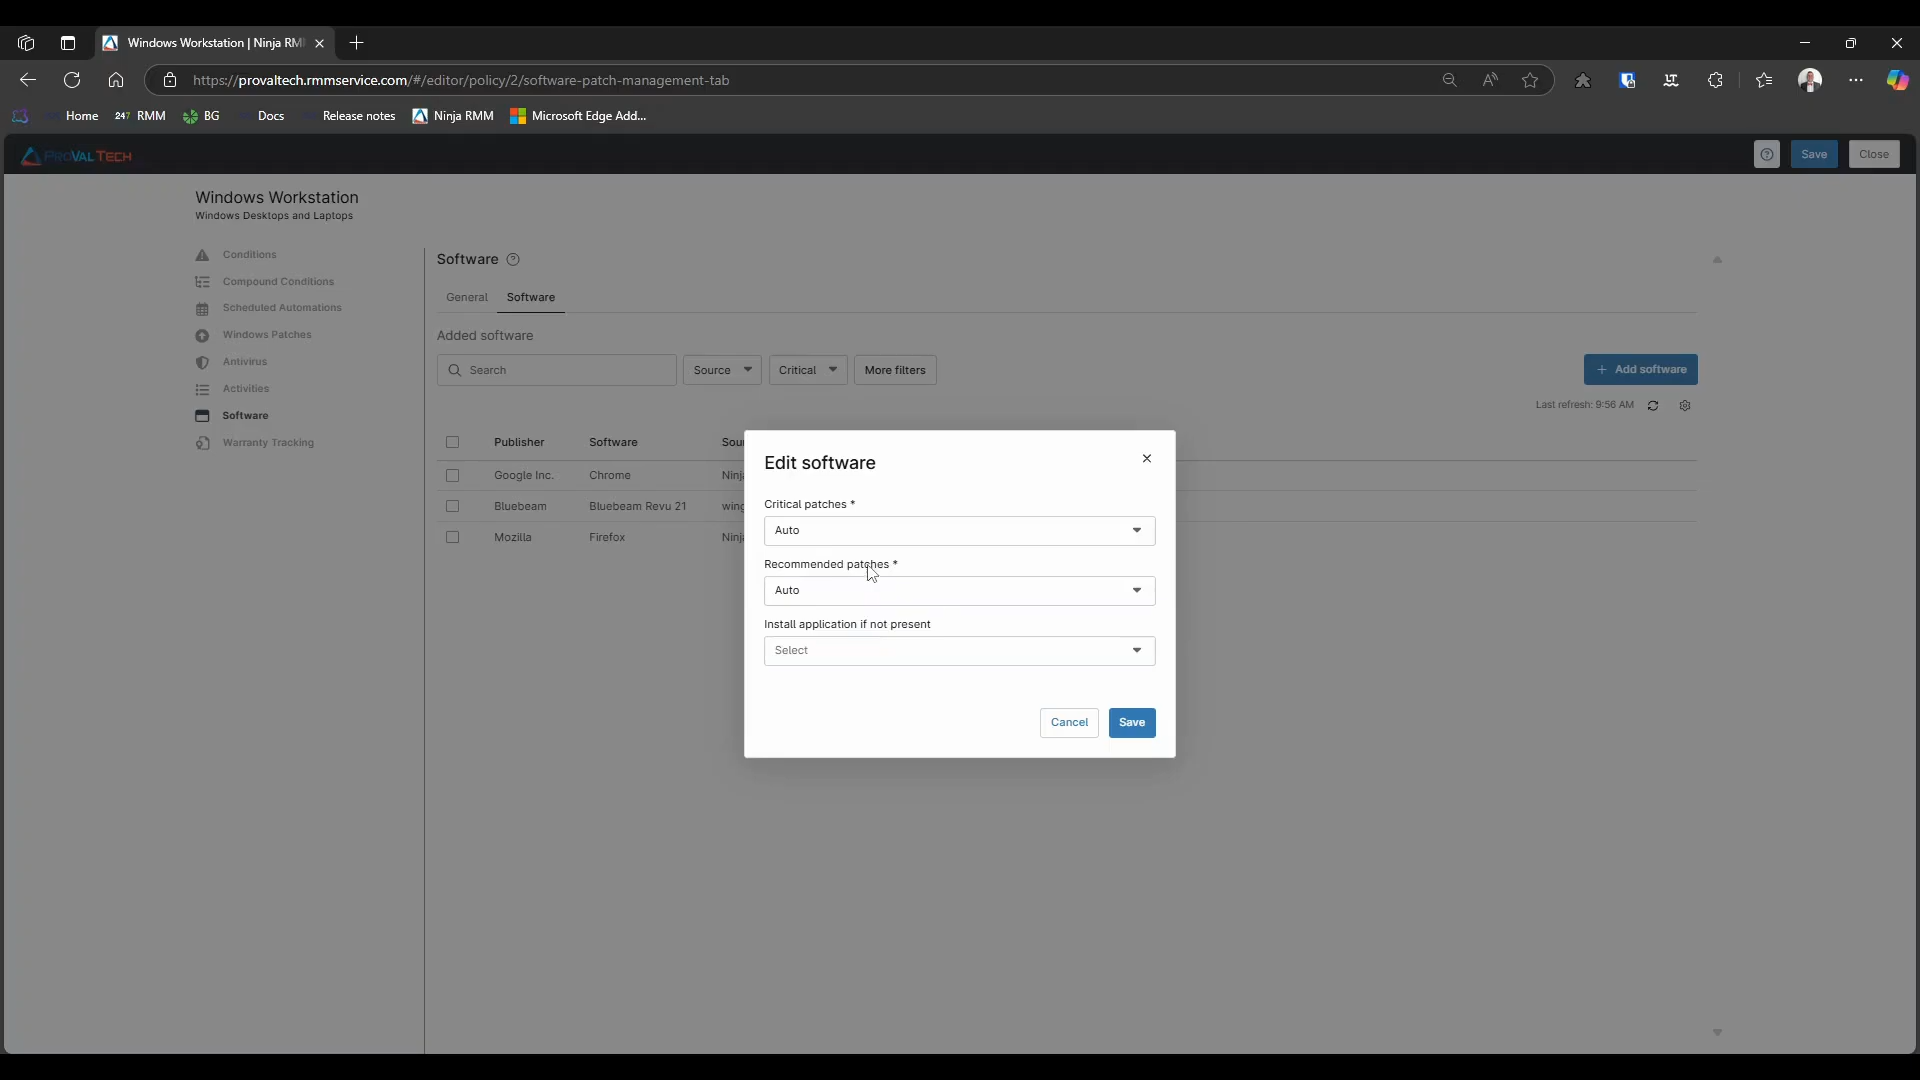 Windows Workstation | Ninja RM
https://provaltech.rmmservice.com/#/editor/policy/2/software-patch-management-tab
Home
247 RMM
BG
Docs
Release notes
Ninja RMM
Microsoft Edge Add...
PROVAL TECH
Save
Close
Windows Workstation
Windows Desktops and Laptops
Conditions
Compound Conditions
Scheduled Automations
Windows Patches
Antivirus
Activities
Software
Warranty Tracking
Software
General Software
Added software
Search
Source
Critical
More filters
+ Add software
Last refresh: 9:56 AM
Publisher Software Sou
Google Inc. Chrome Ninj
Bluebeam Bluebeam Revu 21 wing
Mozilla Firefox Ninj
Edit software
Critical patches *
Auto
Recommended patches *
Auto
Install application if not present
Select
Cancel
Save